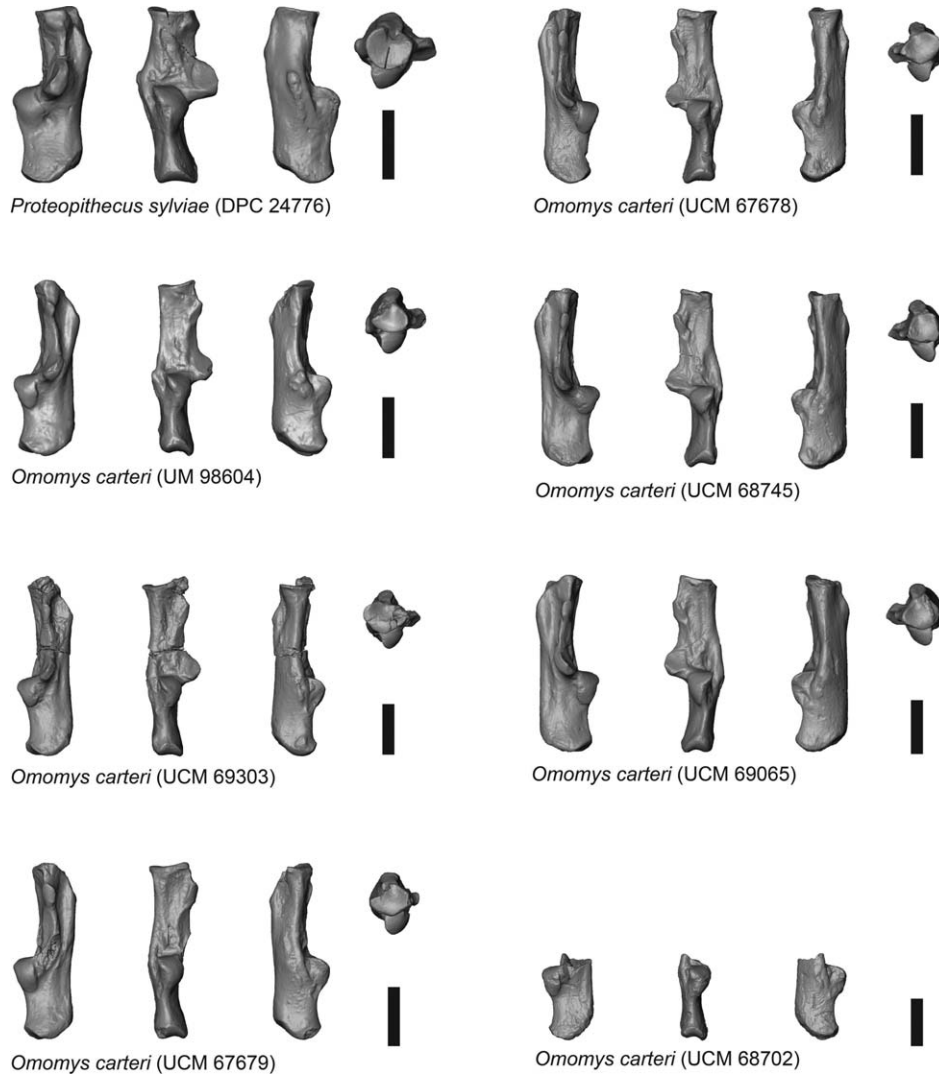 Proteopithecus sylviae (DPC 24776)
Omomys carteri (UCM 67678)
Omomys carteri (UM 98604)
Omomys carteri (UCM 68745)
Omomys carteri (UCM 69303)
Omomys carteri (UCM 69065)
Omomys carteri (UCM 67679)
Omomys carteri (UCM 68702)